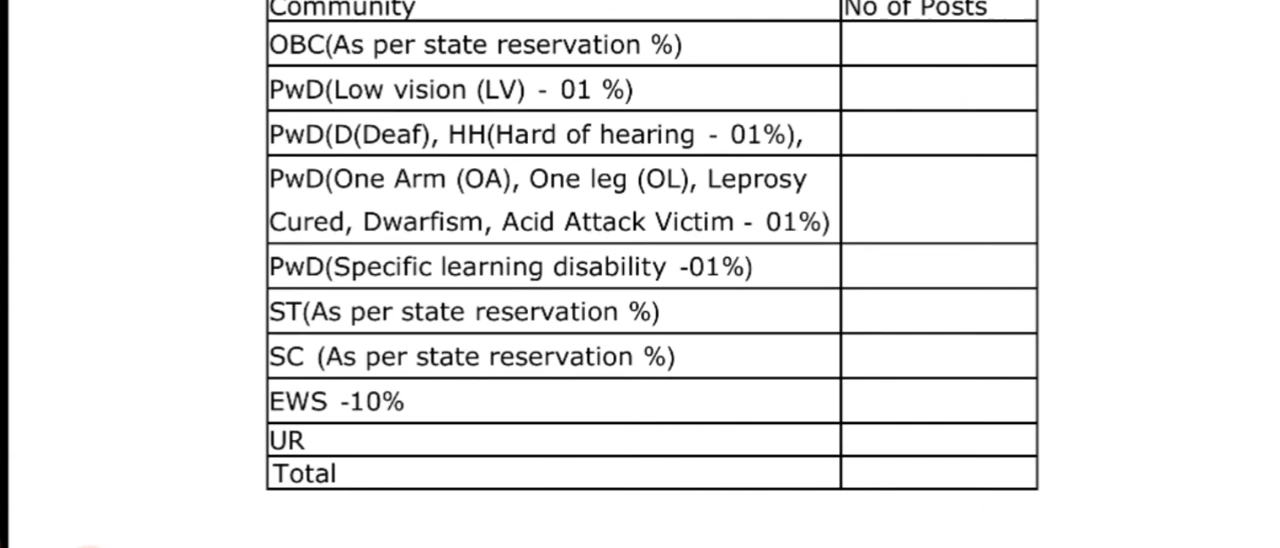 Community No of Posts
OBC(As per state reservation %)
PwD(Low vision (LV) - 01 %)
PwD(D(Deaf), HH(Hard of hearing - 01%),
PwD(One Arm (OA), One leg (OL), Leprosy
Cured, Dwarfism, Acid Attack Victim - 01%)
PwD(Specific learning disability -01%)
ST(As per state reservation %)
SC (As per state reservation %)
EWS -10%
UR
Total